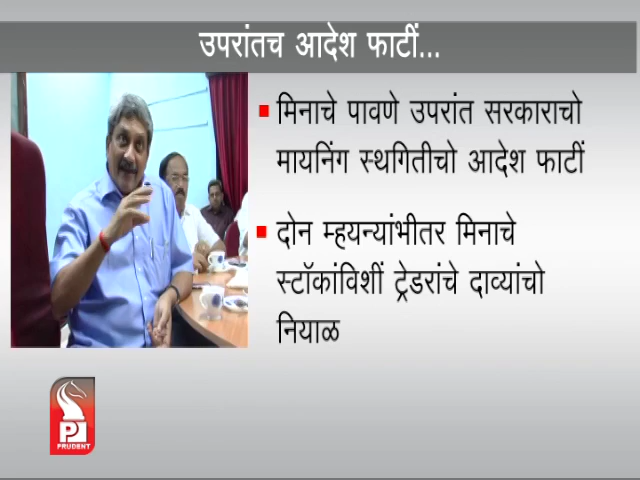 उपरांतच आदेश फाटीं...
मिनाचे पावणे उपरांत सरकाराचो
मायनिंग स्थगितीचो आदेश फाटीं
दोन म्हयन्यांभीतर मिनाचे
स्टॉकांविशीं ट्रेडरांचे दाव्यांचो
नियाळ
PRUDENT